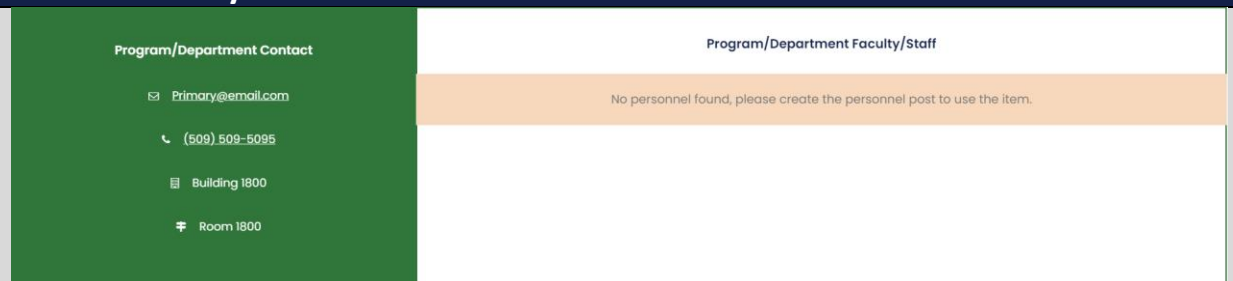 Program/Department Contact
Primary@email.com
(509) 509-5095
Building 1800
Room 1800
Program/Department Faculty/Staff
No personnel found, please create the personnel post to use the item.